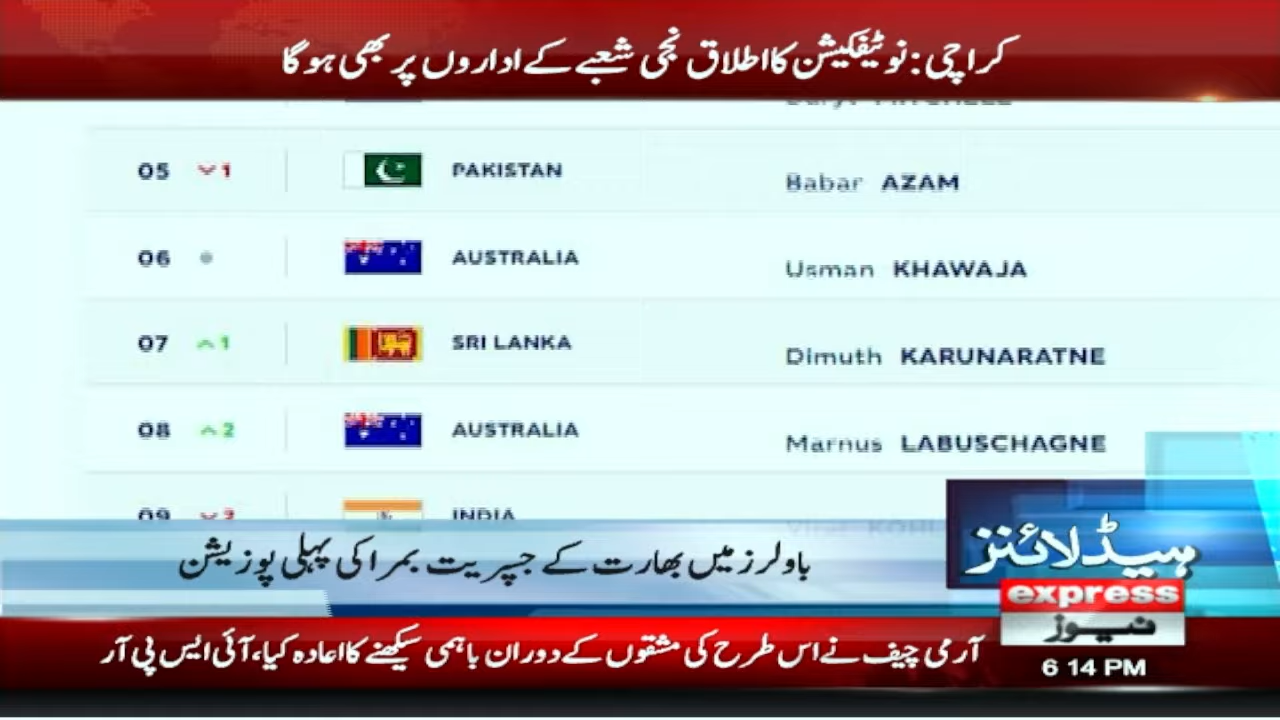 کراچی: نوٹیفکیشن کا اطلاق نجی شعبے کے اداروں پر بھی ہوگا
05 1 PAKISTAN Babar AZAM
06 AUSTRALIA Usman KHAWAJA
07 1 SRI LANKA Dimuth KARUNARATNE
08 2 AUSTRALIA Marnus LABUSCHAGNE
09 INDIA
باولرز میں بھارت کے جسپریت بمرا کی پہلی پوزیشن
ہیڈلائنز
express
نیوز
آرمی چیف نے اس طرح کی مشقوں کے دوران باہمی سیکھنے کا اعادہ کیا، آئی ایس پی آر
6 14 PM